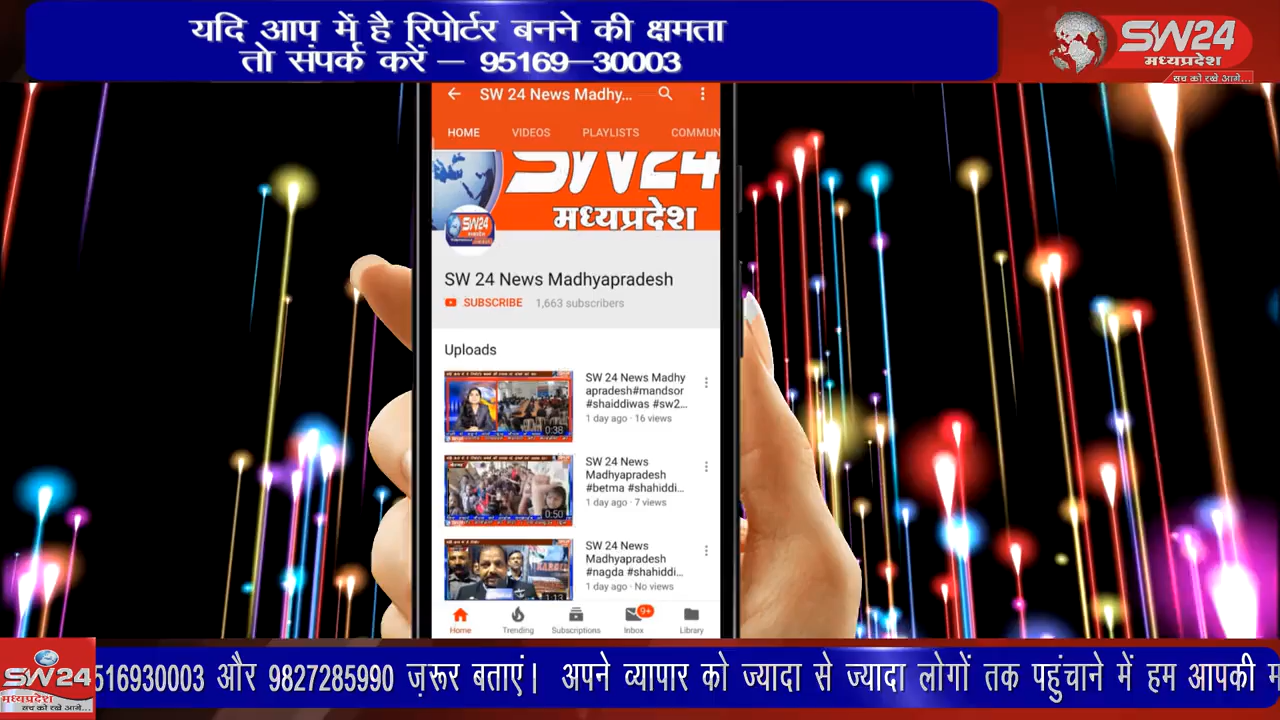 यदि आप में है रिपोर्टर बनने की क्षमता
तो संपर्क करें – 95169–30003
SW24
मध्यप्रदेश
सच को रखे आगे...
SW 24 News Madhy...
HOME VIDEOS PLAYLISTS COMMUN
SW24
मध्यप्रदेश
SW24
SW 24 News Madhyapradesh
SUBSCRIBE 1,663 subscribers
Uploads
SW 24 News Madhy
apradesh#mandsor
#shaiddiwas #sw2...
1 day ago · 16 views
0:38
SW 24 News
Madhyapradesh
#betma #shahiddi...
1 day ago · 7 views
0:50
SW 24 News
Madhyapradesh
#nagda #shahiddi...
1 day ago · No views
1:13
9+
Home Trending Subscriptions Inbox Library
SW24
मध्यप्रदेश
सच को रखे आगे...
516930003 और 9827285990 ज़रूर बताएं। अपने व्यापार को ज्यादा से ज्यादा लोगों तक पहुंचाने में हम आपकी म